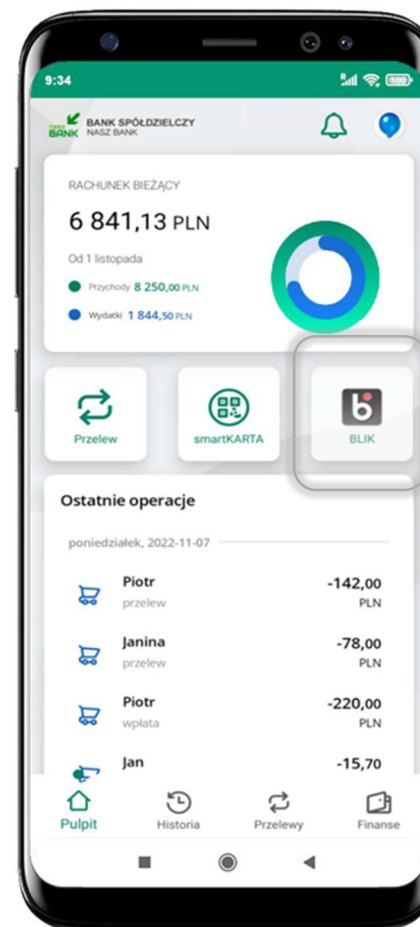 9:34
NASZ BANK
BANK SPÓŁDZIELCZY
NASZ BANK
RACHUNEK BIEŻĄCY
6 841,13 PLN
Od 1 listopada
Przychody 8 250,00 PLN
Wydatki 1 844,50 PLN
Przelew
smartKARTA
BLIK
Ostatnie operacje
poniedziałek, 2022-11-07
Piotr -142,00
przelew PLN
Janina -78,00
przelew PLN
Piotr -220,00
wpłata PLN
Jan -15,70
Pulpit Historia Przelewy Finanse